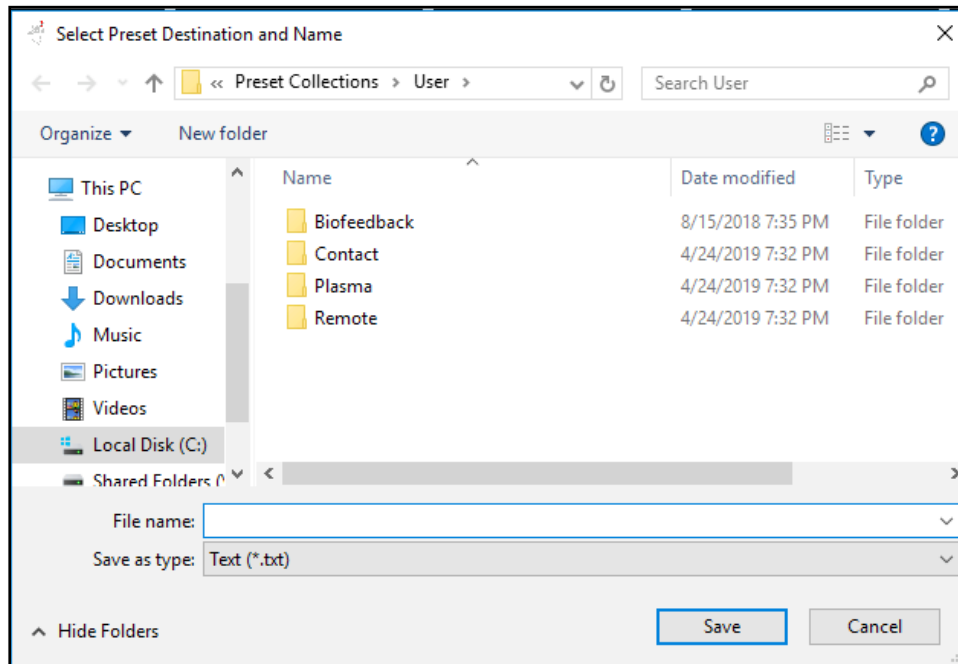 Select Preset Destination and Name
« Preset Collections > User >
Search User
Organize
New folder
Name
Date modified
Type
This PC
Desktop
Documents
Downloads
Music
Pictures
Videos
Local Disk (C:)
Shared Folders (
Biofeedback 8/15/2018 7:35 PM File folder
Contact 4/24/2019 7:32 PM File folder
Plasma 4/24/2019 7:32 PM File folder
Remote 4/24/2019 7:32 PM File folder
File name:
Save as type: Text (*.txt)
Hide Folders
Save
Cancel